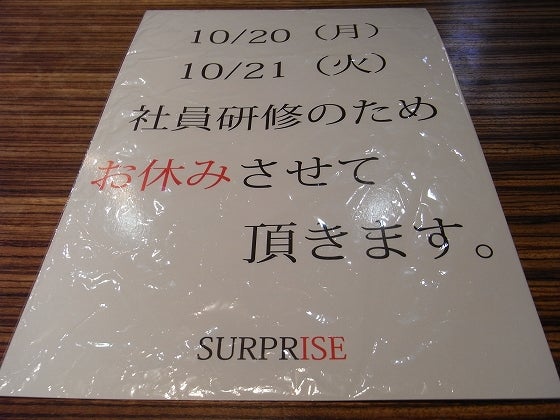 10/20（月）
10/21（火）
社員研修のため
お休みさせて
頂きます。
SURPRISE